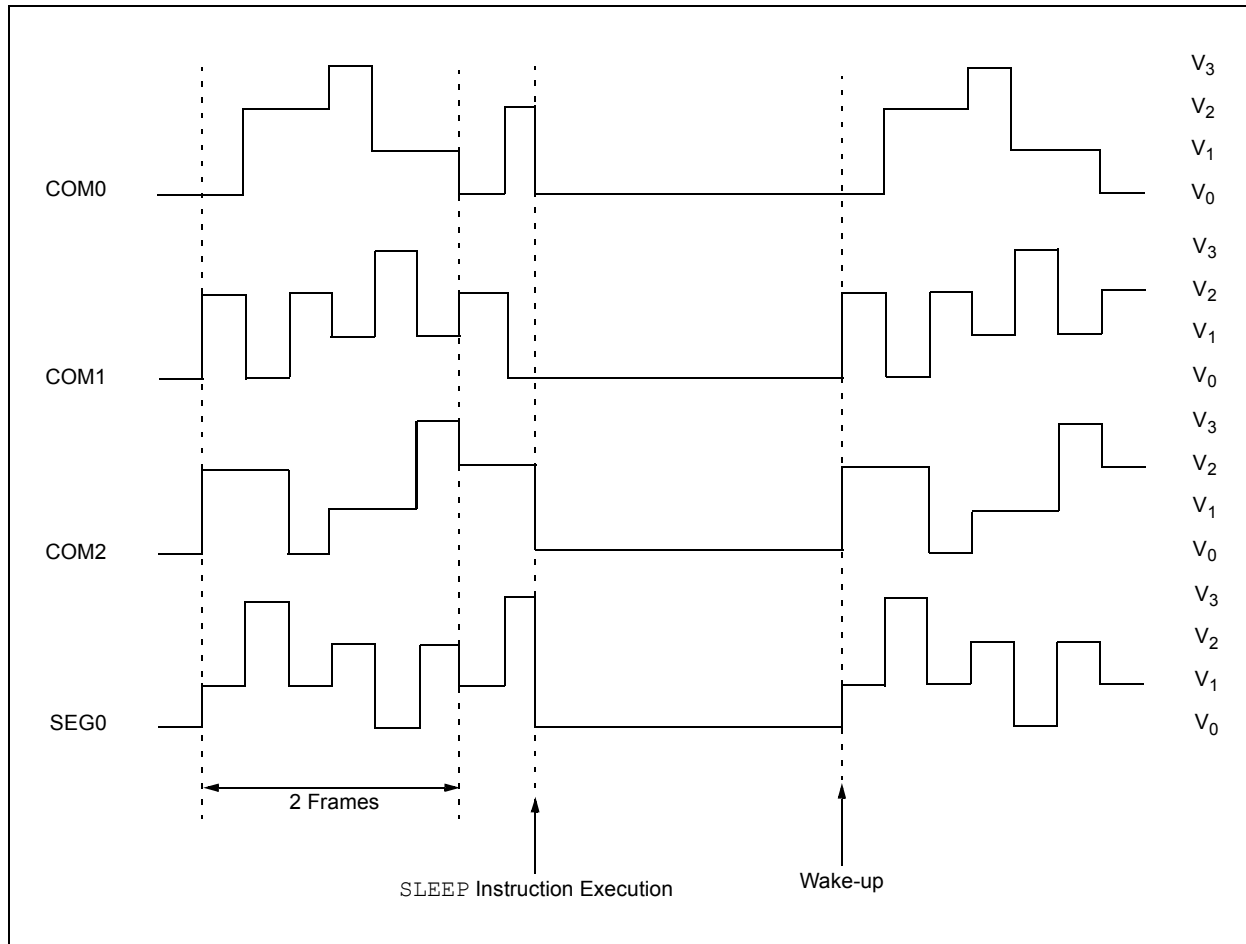 V3
V2
V1
COM0 V0
V3
V2
V1
COM1 V0
V3
V2
V1
COM2 V0
V3
V2
V1
SEG0 V0
2 Frames
SLEEP Instruction Execution
Wake-up